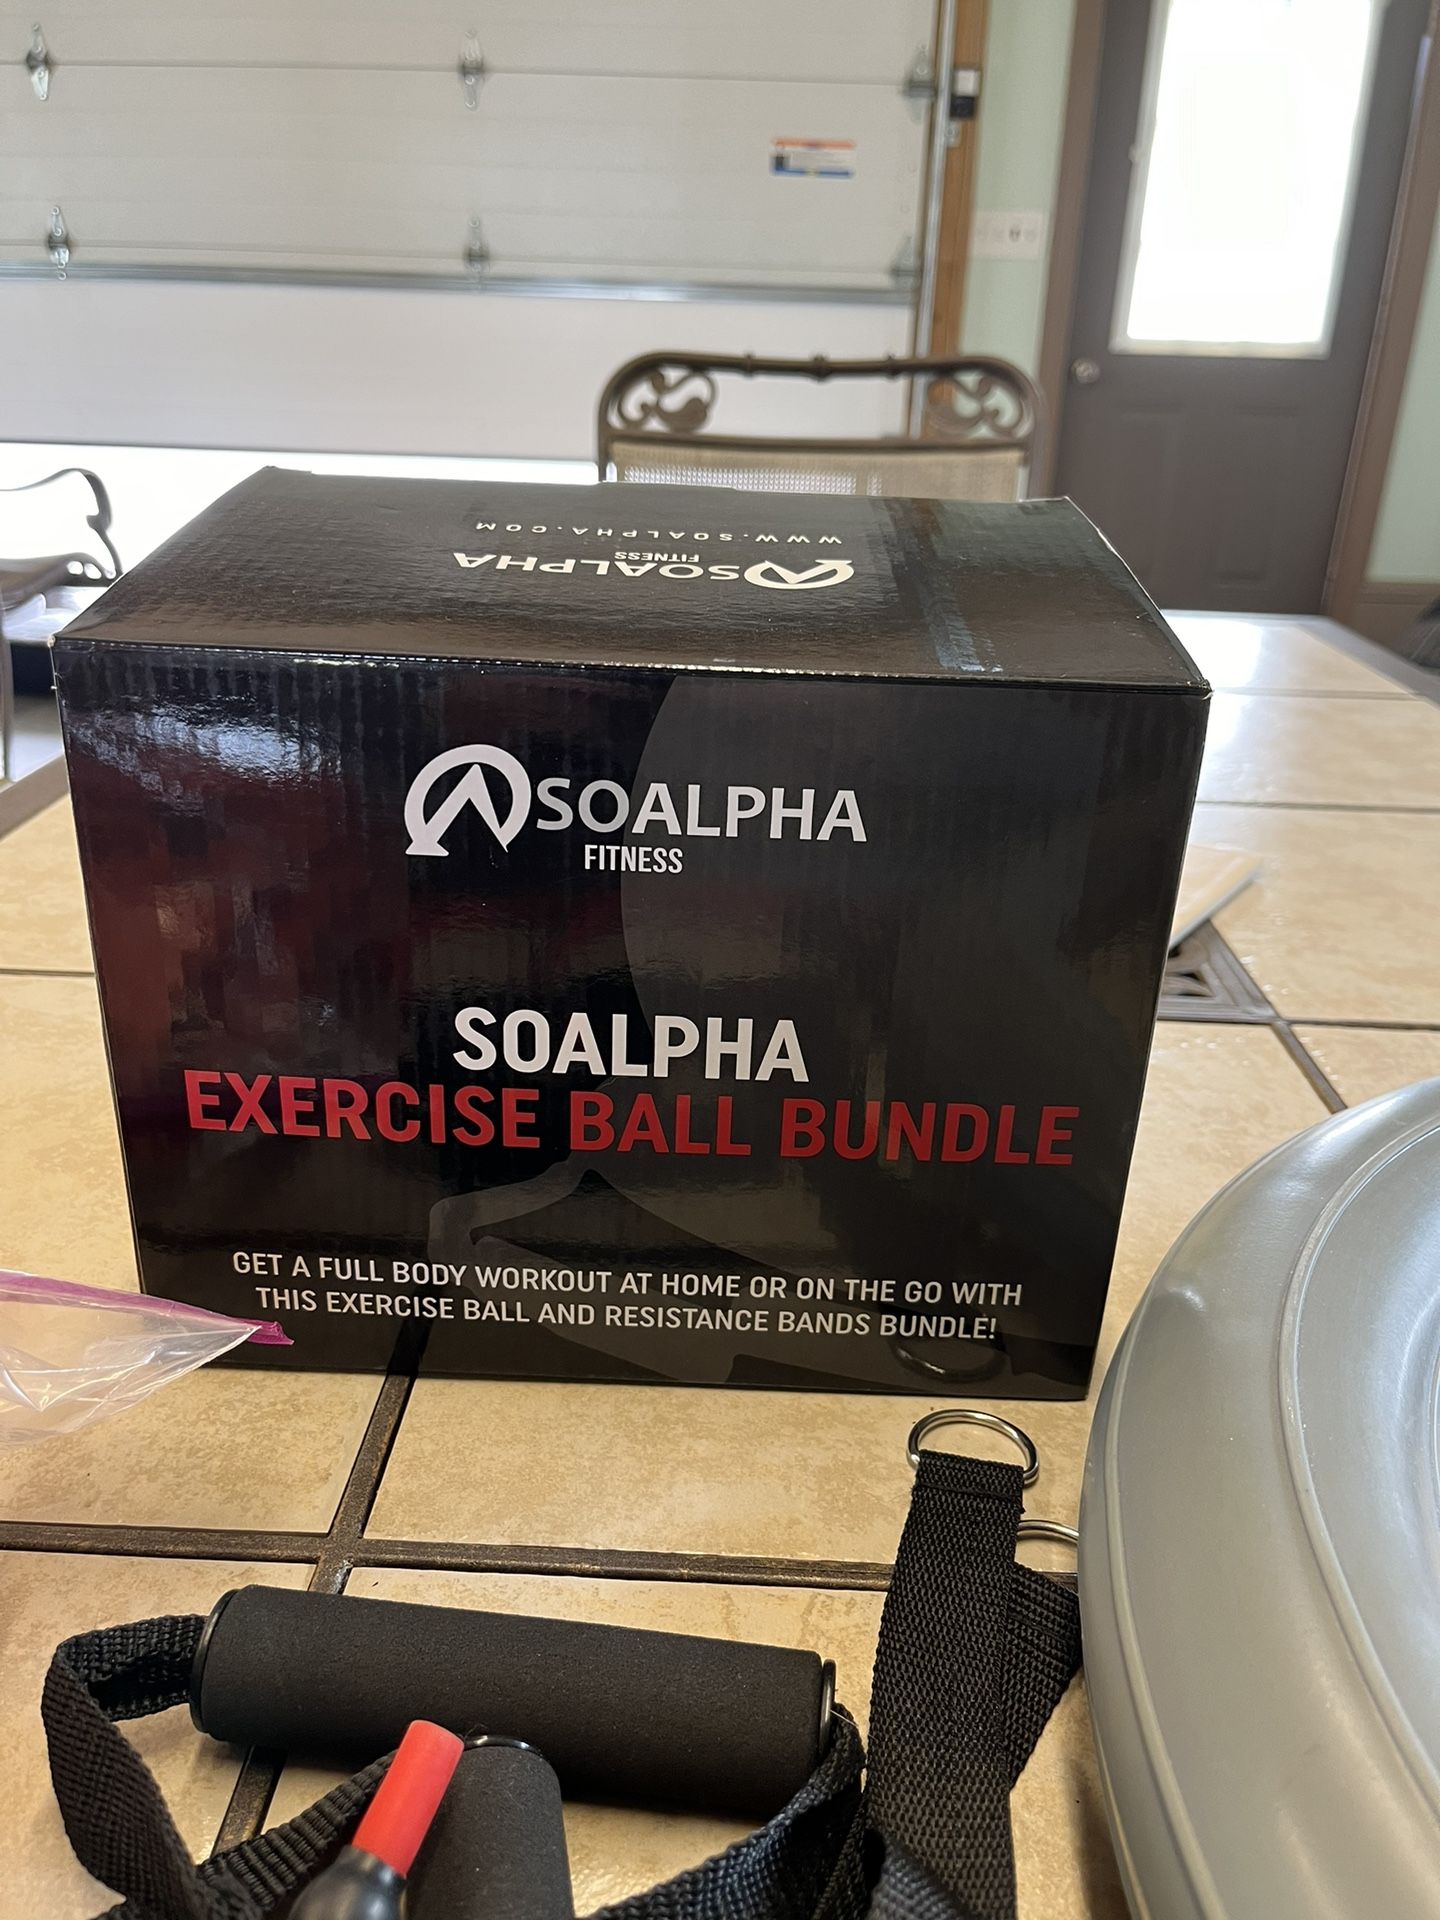 WWW.SOALPHA.COM
SOALPHA
FITNESS
SOALPHA
FITNESS
SOALPHA
EXERCISE BALL BUNDLE
GET A FULL BODY WORKOUT AT HOME OR ON THE GO WITH
THIS EXERCISE BALL AND RESISTANCE BANDS BUNDLE!